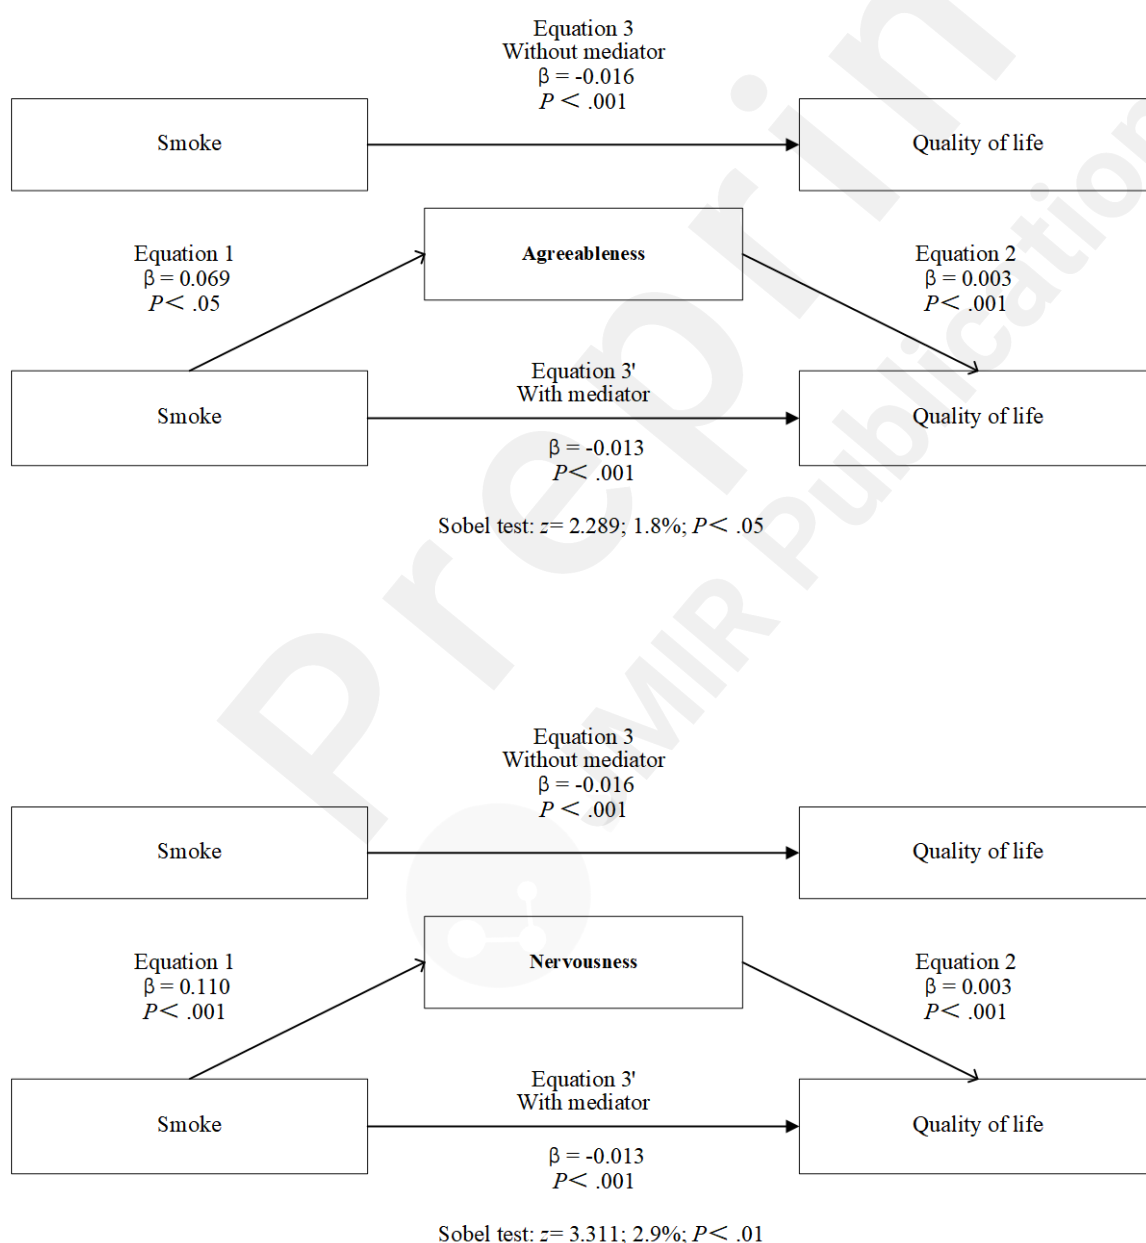 Equation 3
Without mediator
β = -0.016
P < .001
Smoke
Quality of life
Agreeableness
Equation 1
β = 0.069
P< .05
Equation 2
β = 0.003
P< .001
Equation 3'
With mediator
Smoke
Quality of life
β = -0.013
P< .001
Sobel test: z= 2.289; 1.8%; P< .05
Equation 3
Without mediator
β = -0.016
P < .001
Smoke
Quality of life
Nervousness
Equation 1
β = 0.110
P< .001
Equation 2
β = 0.003
P< .001
Equation 3'
With mediator
Smoke
Quality of life
β = -0.013
P< .001
Sobel test: z= 3.311; 2.9%; P< .01
Preprin
JMIR Publication